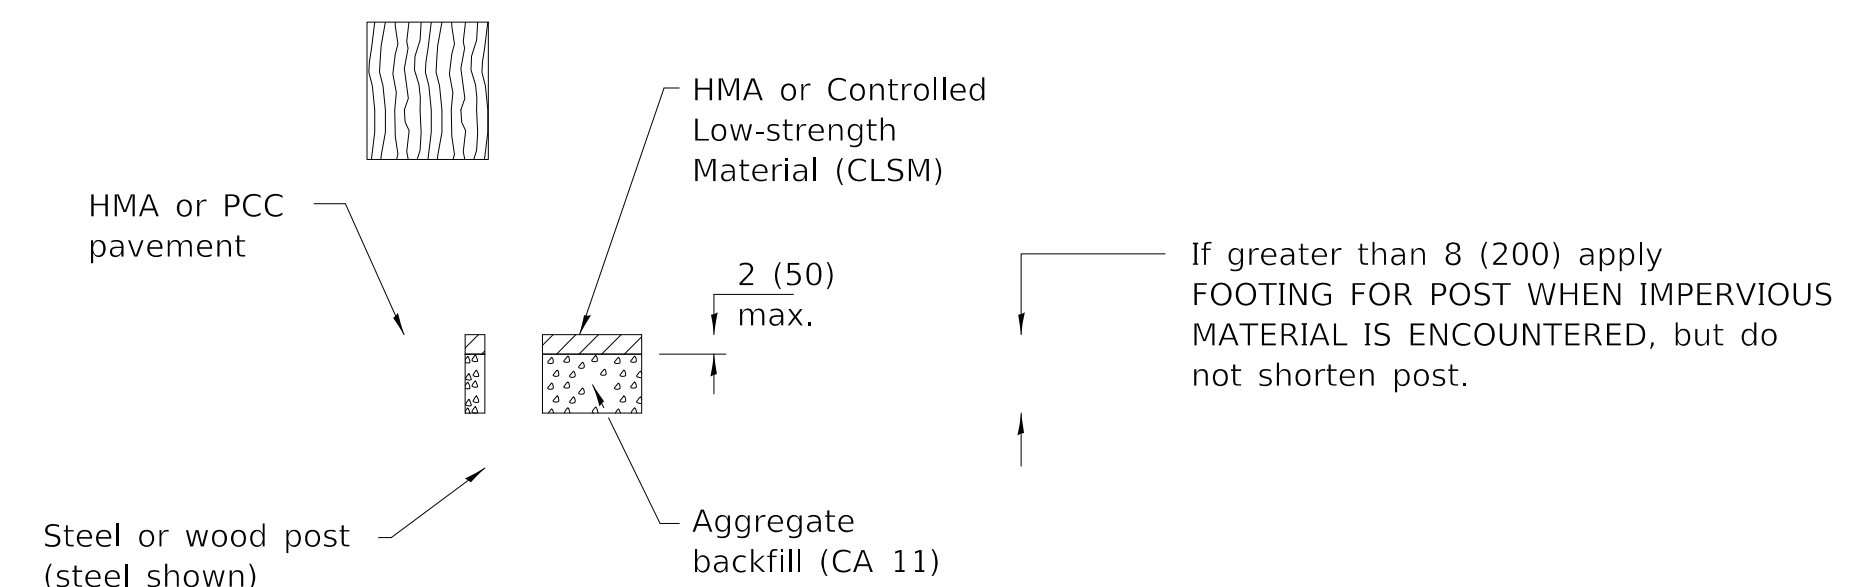 HMA or Controlled
Low-strength
Material (CLSM)
HMA or PCC
pavement
2 (50)
max.
If greater than 8 (200) apply
FOOTING FOR POST WHEN IMPERVIOUS
MATERIAL IS ENCOUNTERED, but do
not shorten post.
Steel or wood post
(steel shown)
Aggregate
backfill (CA 11)